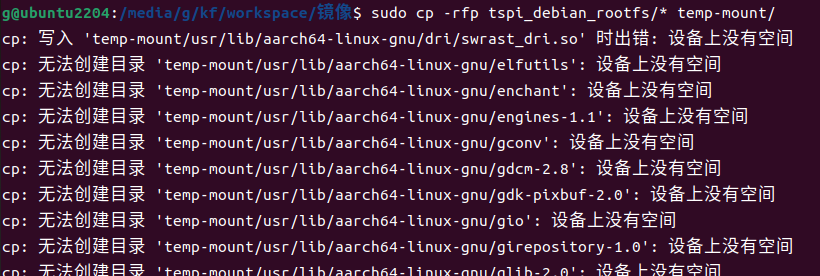 g@ubuntu2204:/media/g/kf/workspace/镜像$ sudo cp -rfp tspi_debian_rootfs/* temp-mount/
cp: 写入 'temp-mount/usr/lib/aarch64-linux-gnu/dri/swrast_dri.so' 时出错: 设备上没有空间
cp: 无法创建目录 'temp-mount/usr/lib/aarch64-linux-gnu/elfutils': 设备上没有空间
cp: 无法创建目录 'temp-mount/usr/lib/aarch64-linux-gnu/enchant': 设备上没有空间
cp: 无法创建目录 'temp-mount/usr/lib/aarch64-linux-gnu/engines-1.1': 设备上没有空间
cp: 无法创建目录 'temp-mount/usr/lib/aarch64-linux-gnu/gconv': 设备上没有空间
cp: 无法创建目录 'temp-mount/usr/lib/aarch64-linux-gnu/gdcm-2.8': 设备上没有空间
cp: 无法创建目录 'temp-mount/usr/lib/aarch64-linux-gnu/gdk-pixbuf-2.0': 设备上没有空间
cp: 无法创建目录 'temp-mount/usr/lib/aarch64-linux-gnu/gio': 设备上没有空间
cp: 无法创建目录 'temp-mount/usr/lib/aarch64-linux-gnu/girepository-1.0': 设备上没有空间
cp: 无法创建目录 'temp-mount/usr/lib/aarch64-linux-gnu/glib-2.0': 设备上没有空间